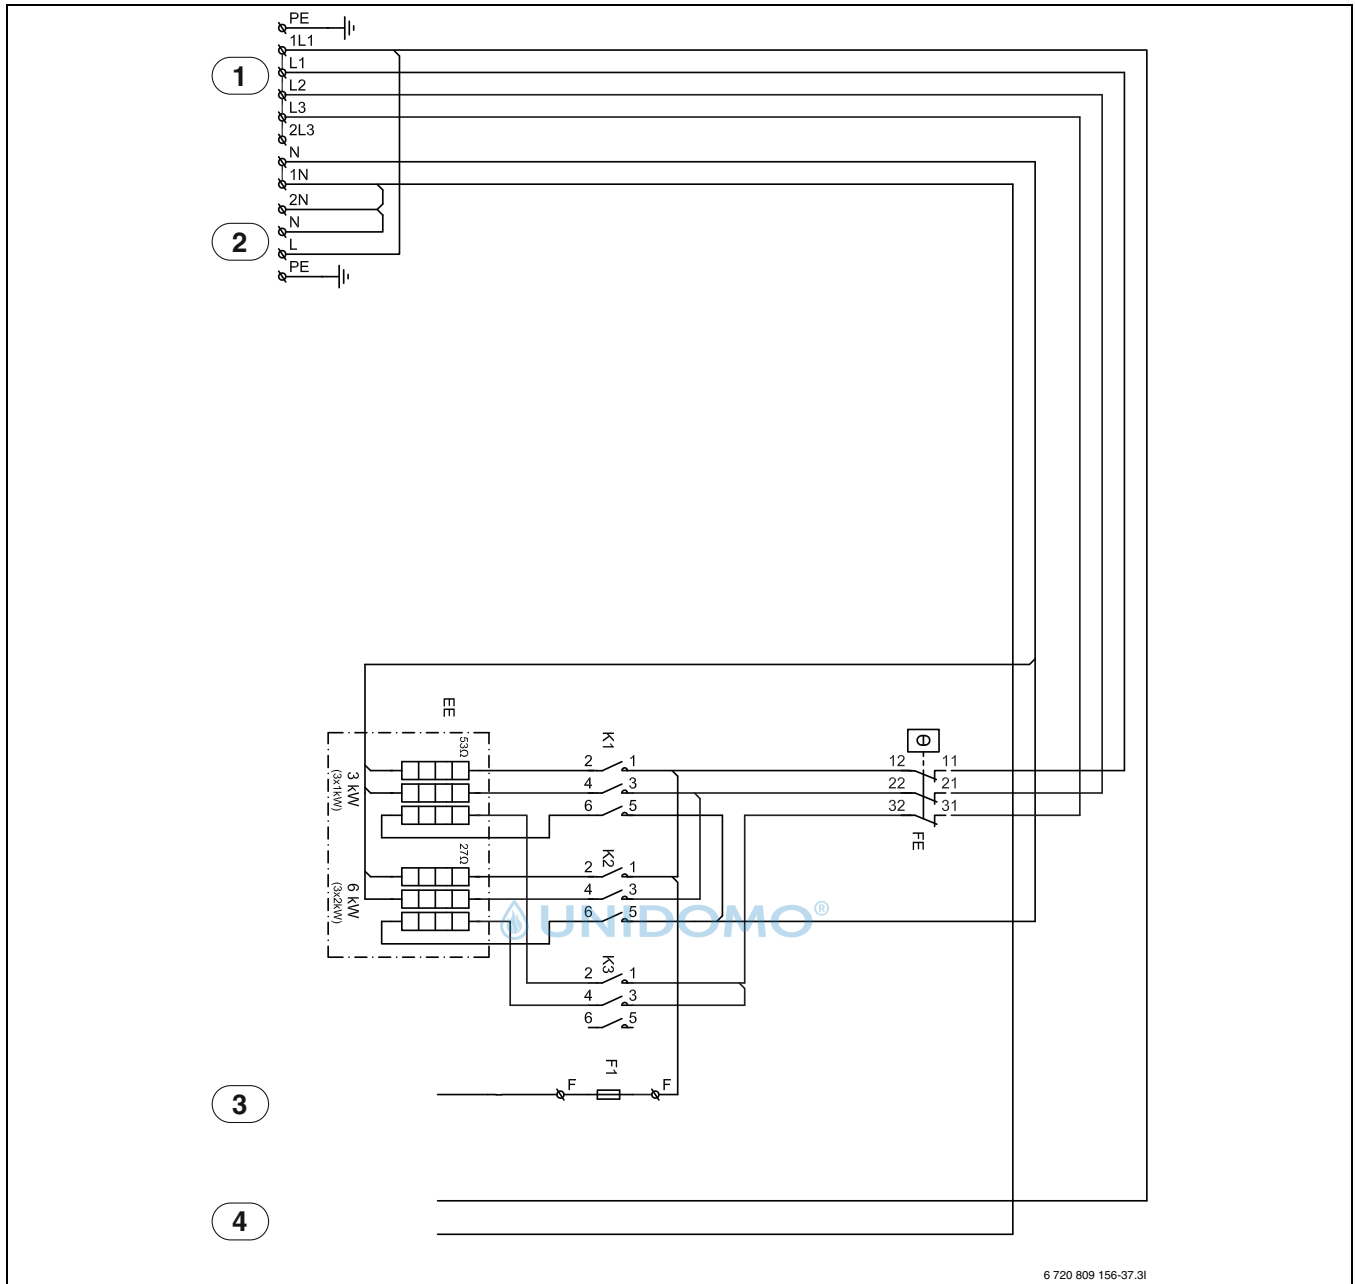 PE
1L1
L1
1
L2
L3
2L3
N
1N
2N
N
2
L
PE
EE
53Ω
3 kW
(3x1kW)
27Ω
6 kW
(3x2kW)
K1
2 1
4 3
6 5
K2
2 1
4 3
6 5
K3
2 1
4 3
6 5
θ
12 11
22 21
32 31
FE
UNIDOMO®
F1
F F
3
4
6 720 809 156-37.3I